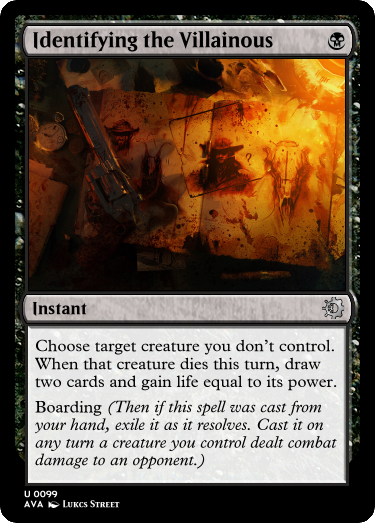 Identifying the Villainous
Instant
Choose target creature you don't control.
When that creature dies this turn, draw
two cards and gain life equal to its power.
Boarding (Then if this spell was cast from
your hand, exile it as it resolves. Cast it on
any turn a creature you control dealt combat
damage to an opponent.)
U 0099
AVA Lukcs Street